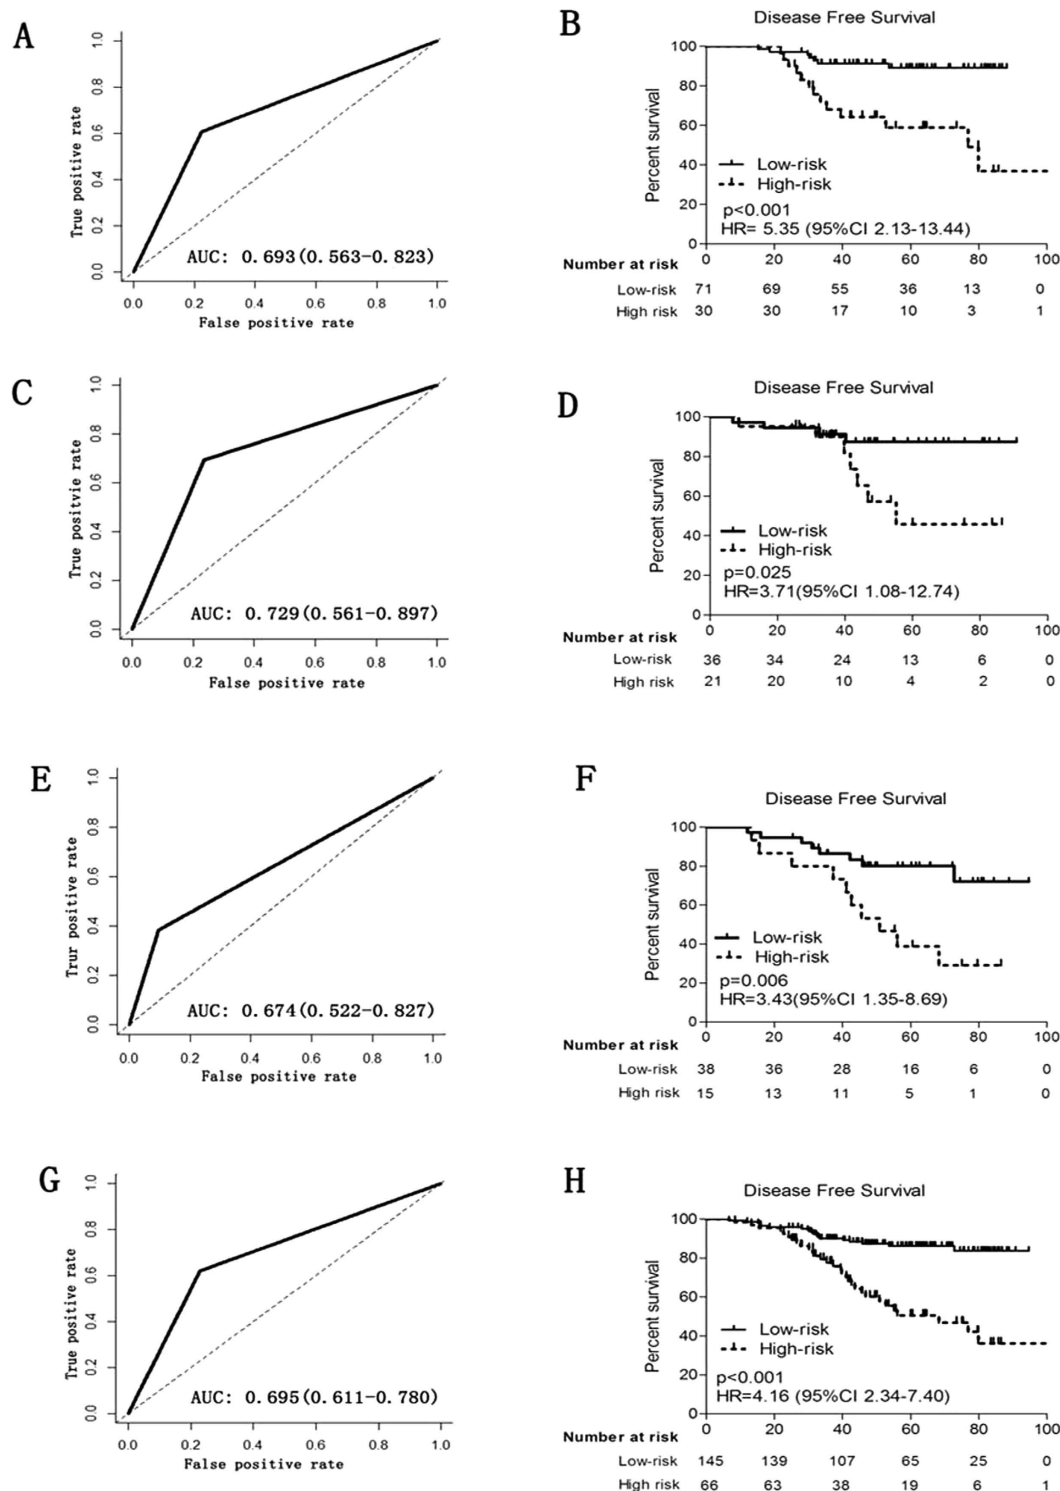 A
1.0
0.8
0.6
0.4
0.2
0.0
True positive rate
AUC: 0.693(0.563-0.823)
0.0 0.2 0.4 0.6 0.8 1.0
False positive rate
B
Disease Free Survival
100
80
60
40
20
0
Percent survival
Low-risk
High-risk
p<0.001
HR= 5.35 (95%CI 2.13-13.44)
0 20 40 60 80 100
Number at risk
Low-risk 71 69 55 36 13 0
High risk 30 30 17 10 3 1
C
1.0
0.8
0.6
0.4
0.2
0.0
True positvie rate
AUC: 0.729(0.561-0.897)
0.0 0.2 0.4 0.6 0.8 1.0
False positive rate
D
Disease Free Survival
100
80
60
40
20
0
Percent survival
Low-risk
High-risk
p=0.025
HR=3.71(95%CI 1.08-12.74)
0 20 40 60 80 100
Number at risk
Low-risk 36 34 24 13 6 0
High risk 21 20 10 4 2 0
E
1.0
0.8
0.6
0.4
0.2
0.0
Trur positive rate
AUC: 0.674(0.522-0.827)
0.0 0.2 0.4 0.6 0.8 1.0
False positive rate
F
Disease Free Survival
100
80
60
40
20
0
Percent survival
Low-risk
High-risk
p=0.006
HR=3.43(95%CI 1.35-8.69)
0 20 40 60 80 100
Number at risk
Low-risk 38 36 28 16 6 0
High risk 15 13 11 5 1 0
G
1.0
0.8
0.6
0.4
0.2
0.0
True positive rate
AUC: 0.695(0.611-0.780)
0.0 0.2 0.4 0.6 0.8 1.0
False positive rate
H
Disease Free Survival
100
80
60
40
20
0
Percent survival
Low-risk
High-risk
p<0.001
HR=4.16 (95%CI 2.34-7.40)
0 20 40 60 80 100
Number at risk
Low-risk 145 139 107 65 25 0
High risk 66 63 38 19 6 1